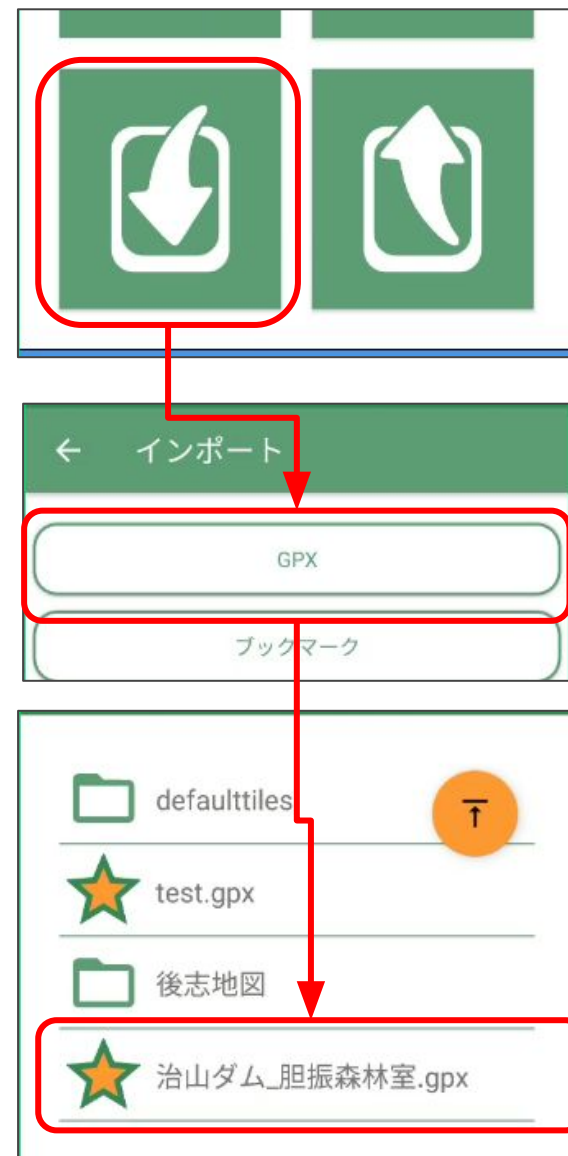 インポート
GPX
ブックマーク
defaulttiles
test.gpx
後志地図
治山ダム_胆振森林室.gpx